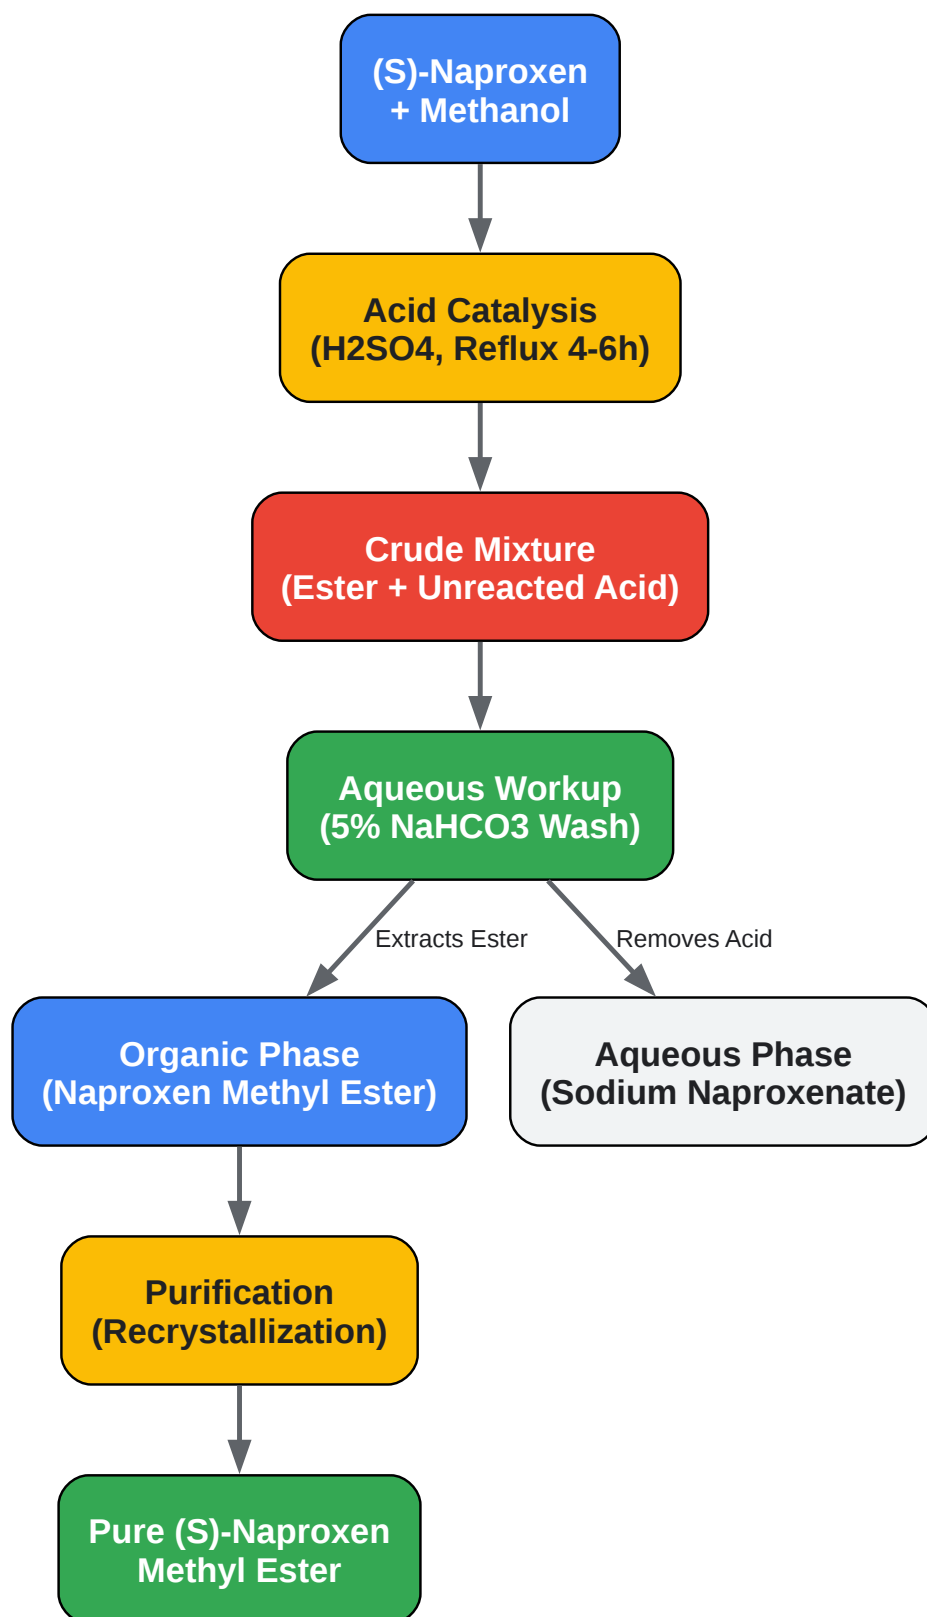 (S)-Naproxen
+ Methanol
Acid Catalysis
(H2SO4, Reflux 4-6h)
Crude Mixture
(Ester + Unreacted Acid)
Aqueous Workup
(5% NaHCO3 Wash)
Extracts Ester
Removes Acid
Organic Phase
(Naproxen Methyl Ester)
Aqueous Phase
(Sodium Naproxenate)
Purification
(Recrystallization)
Pure (S)-Naproxen
Methyl Ester